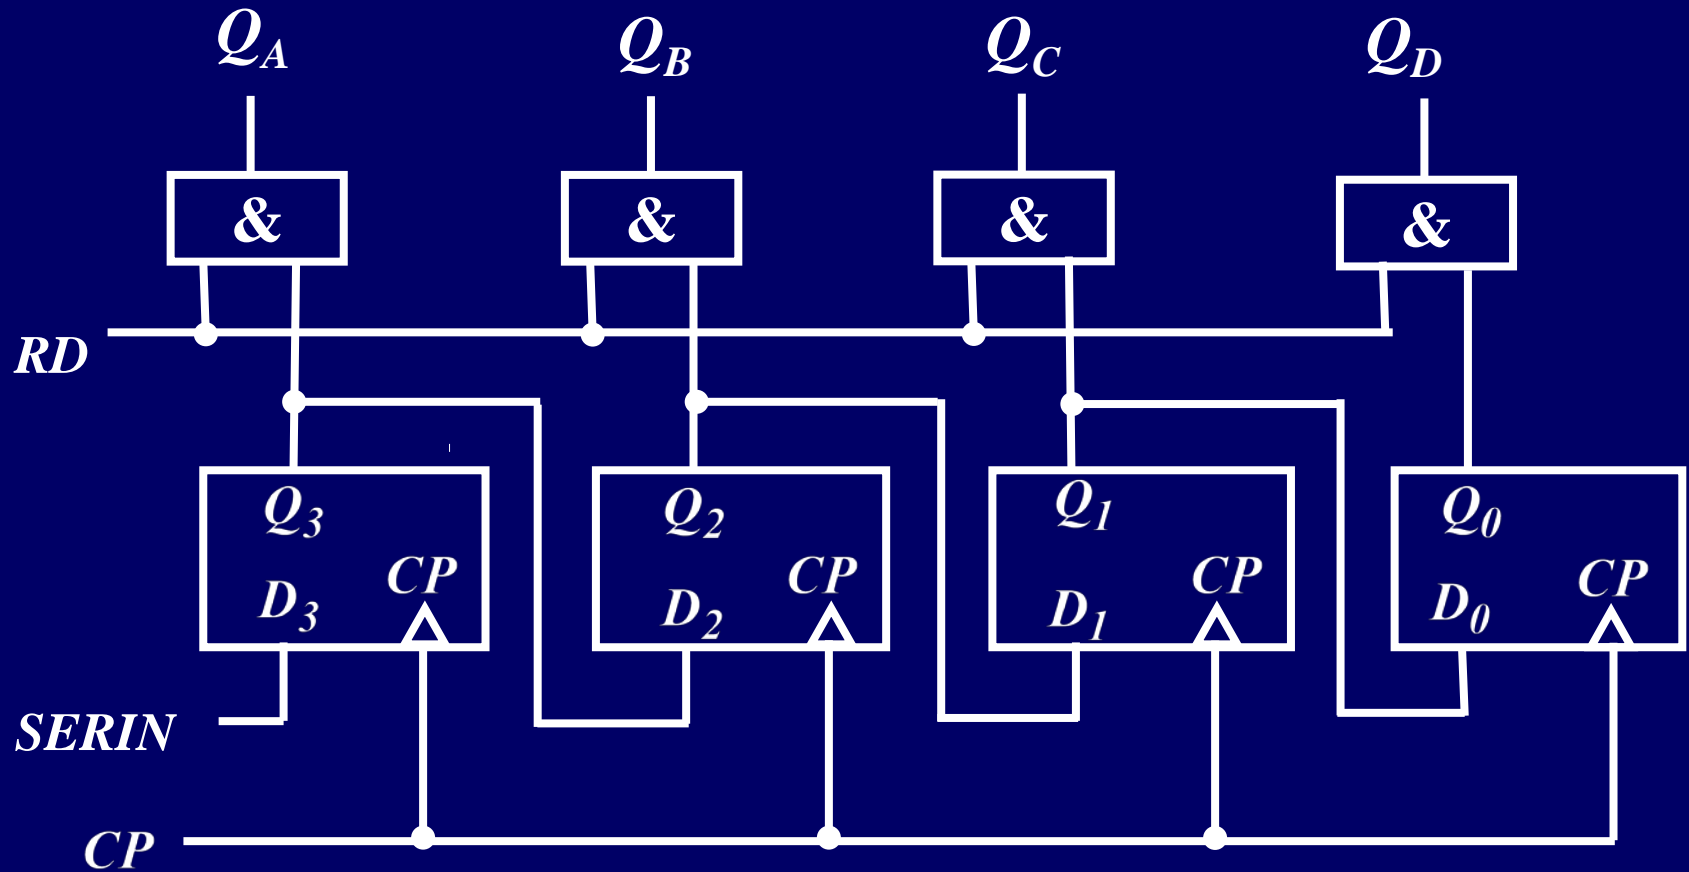 QA QB QC QD
& & & &
RD
Q3 Q2 Q1 Q0
CP CP CP CP
D3 D2 D1 D0
SERIN
CP